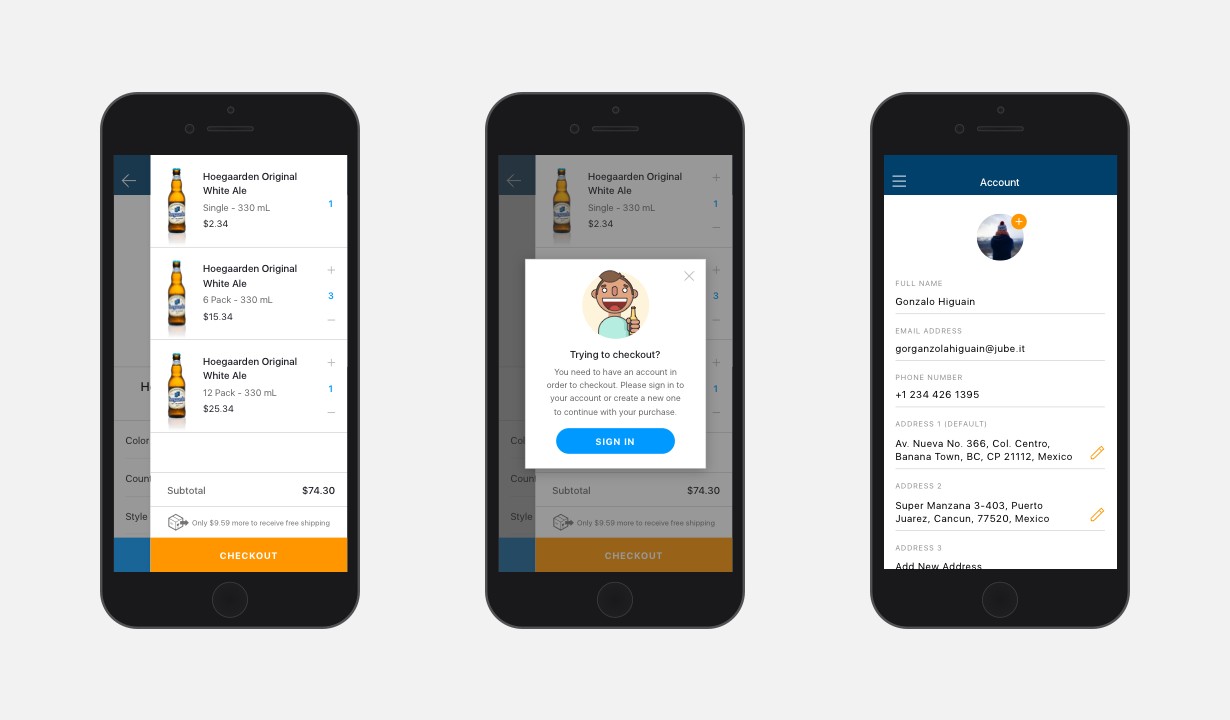 Hoegaarden Original
White Ale
Single - 330 mL
$2.34
1
Hoegaarden Original
White Ale
6 Pack - 330 mL
$15.34
+
3
–
Hoegaarden Original
White Ale
12 Pack - 330 mL
$25.34
+
1
–
Color
Style
Subtotal $74.30
Only $9.59 more to receive free shipping
CHECKOUT
Hoegaarden Original
White Ale
Single - 330 mL
$2.34
+
1
–
+
3
–
+
1
–
Trying to checkout?
You need to have an account in
order to checkout. Please sign in to
your account or create a new one
to continue with your purchase.
SIGN IN
Style
Subtotal $74.30
Only $9.59 more to receive free shipping
CHECKOUT
Account
+
FULL NAME
Gonzalo Higuain
EMAIL ADDRESS
gorganzolahiguain@jube.it
PHONE NUMBER
+1 234 426 1395
ADDRESS 1 (DEFAULT)
Av. Nueva No. 366, Col. Centro,
Banana Town, BC, CP 21112, Mexico
ADDRESS 2
Super Manzana 3-403, Puerto
Juarez, Cancun, 77520, Mexico
ADDRESS 3
Add New Address